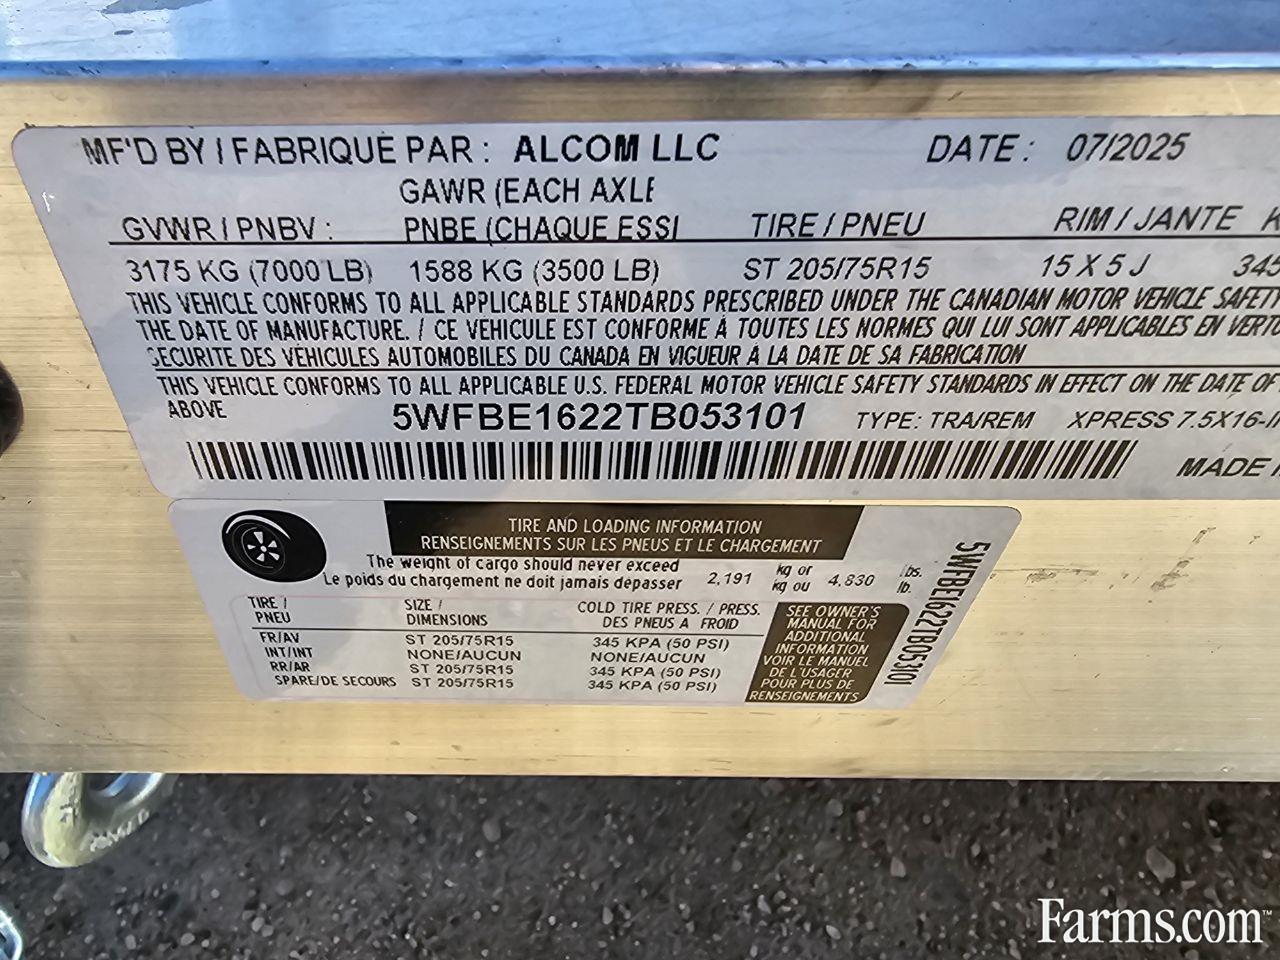 MF'D BY / FABRIQUÉ PAR : ALCOM LLC DATE : 07/2025
GAWR (EACH AXLE
GVWR / PNBV : PNBE (CHAQUE ESSI TIRE / PNEU RIM / JANTE K
3175 KG (7000 LB) 1588 KG (3500 LB) ST 205/75R15 15 X 5 J 345
THIS VEHICLE CONFORMS TO ALL APPLICABLE STANDARDS PRESCRIBED UNDER THE CANADIAN MOTOR VEHICLE SAFETY
THE DATE OF MANUFACTURE. / CE VEHICULE EST CONFORME À TOUTES LES NORMES QUI LUI SONT APPLICABLES EN VERTU
SECURITE DES VEHICULES AUTOMOBILES DU CANADA EN VIGUEUR À LA DATE DE SA FABRICATION
THIS VEHICLE CONFORMS TO ALL APPLICABLE U.S. FEDERAL MOTOR VEHICLE SAFETY STANDARDS IN EFFECT ON THE DATE OF
ABOVE 5WFBE1622TB053101 TYPE: TRA/REM XPRESS 7.5X16-
MADE
TIRE AND LOADING INFORMATION
RENSEIGNEMENTS SUR LES PNEUS ET LE CHARGEMENT
The weight of cargo should never exceed
Le poids du chargement ne doit jamais dépasser 2,191 kg or
kg ou 4,830 lbs.
lb.
TIRE /
PNEU
SIZE /
DIMENSIONS
COLD TIRE PRESS. / PRESS.
DES PNEUS À FROID
FR/AV ST 205/75R15 345 KPA (50 PSI)
INT/INT NONE/AUCUN NONE/AUCUN
RR/AR ST 205/75R15 345 KPA (50 PSI)
SPARE/DE SECOURS ST 205/75R15 345 KPA (50 PSI)
SEE OWNER'S
MANUAL FOR
ADDITIONAL
INFORMATION
VOIR LE MANUEL
DE L'USAGER
POUR PLUS DE
RENSEIGNEMENTS
5WFBE1622TB053101
Farms.com™